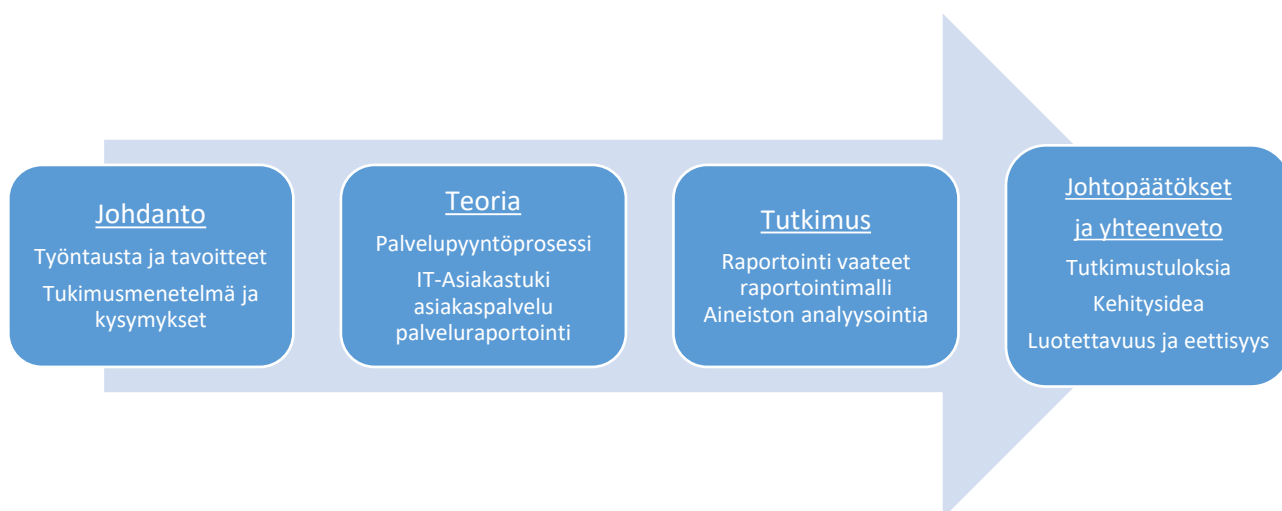 Johdanto
Työntausta ja tavoitteet
Tukimusmenetelmä ja
kysymykset
Teoria
Palvelupyyntöprosessi
IT-Asiakastuki
asiakaspalvelu
palveluraportointi
Tutkimus
Raportointi vaateet
raportointimalli
Aineiston analyysointia
Johtopäätökset
ja yhteenveto
Tutkimustuloksia
Kehitysidea
Luotettavuus ja eettisyys